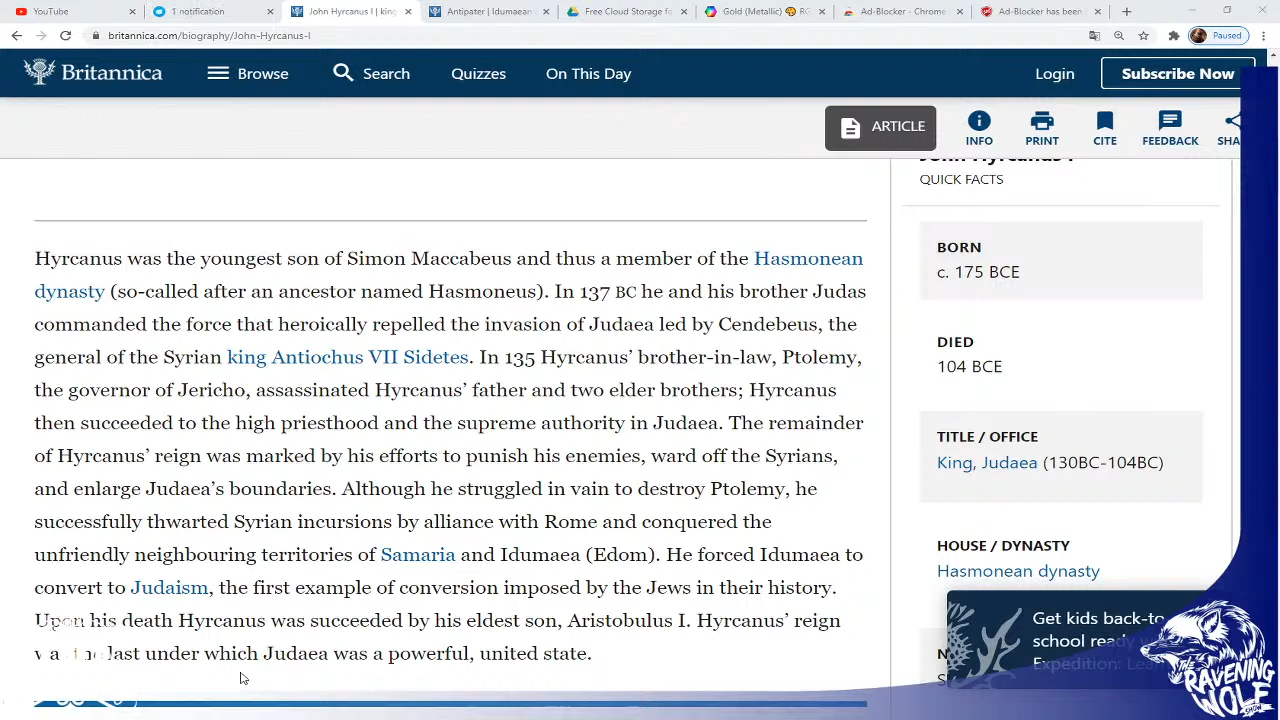 YouTube
1 notification
John Hyrcanus I | king
Antipater | Idumaean
Free Cloud Storage fo
Gold (Metallic)
Ad-Blocker - Chrome
Ad-Blocker has been
britannica.com/biography/John-Hyrcanus-I
Paused
Britannica
Browse
Search
Quizzes
On This Day
Login
Subscribe Now
ARTICLE
INFO
PRINT
CITE
FEEDBACK
SHA
QUICK FACTS
Hyrcanus was the youngest son of Simon Maccabeus and thus a member of the Hasmonean
dynasty (so-called after an ancestor named Hasmoneus). In 137 BC he and his brother Judas
commanded the force that heroically repelled the invasion of Judaea led by Cendebeus, the
general of the Syrian king Antiochus VII Sidetes. In 135 Hyrcanus’ brother-in-law, Ptolemy,
the governor of Jericho, assassinated Hyrcanus’ father and two elder brothers; Hyrcanus
then succeeded to the high priesthood and the supreme authority in Judaea. The remainder
of Hyrcanus’ reign was marked by his efforts to punish his enemies, ward off the Syrians,
and enlarge Judaea’s boundaries. Although he struggled in vain to destroy Ptolemy, he
successfully thwarted Syrian incursions by alliance with Rome and conquered the
unfriendly neighbouring territories of Samaria and Idumaea (Edom). He forced Idumaea to
convert to Judaism, the first example of conversion imposed by the Jews in their history.
Upon his death Hyrcanus was succeeded by his eldest son, Aristobulus I. Hyrcanus’ reign
last under which Judaea was a powerful, united state.
BORN
c. 175 BCE
DIED
104 BCE
TITLE / OFFICE
King, Judaea (130BC-104BC)
HOUSE / DYNASTY
Hasmonean dynasty
Get kids back-to-
school ready w
Expedition: Lea
RAVENING
WOLF